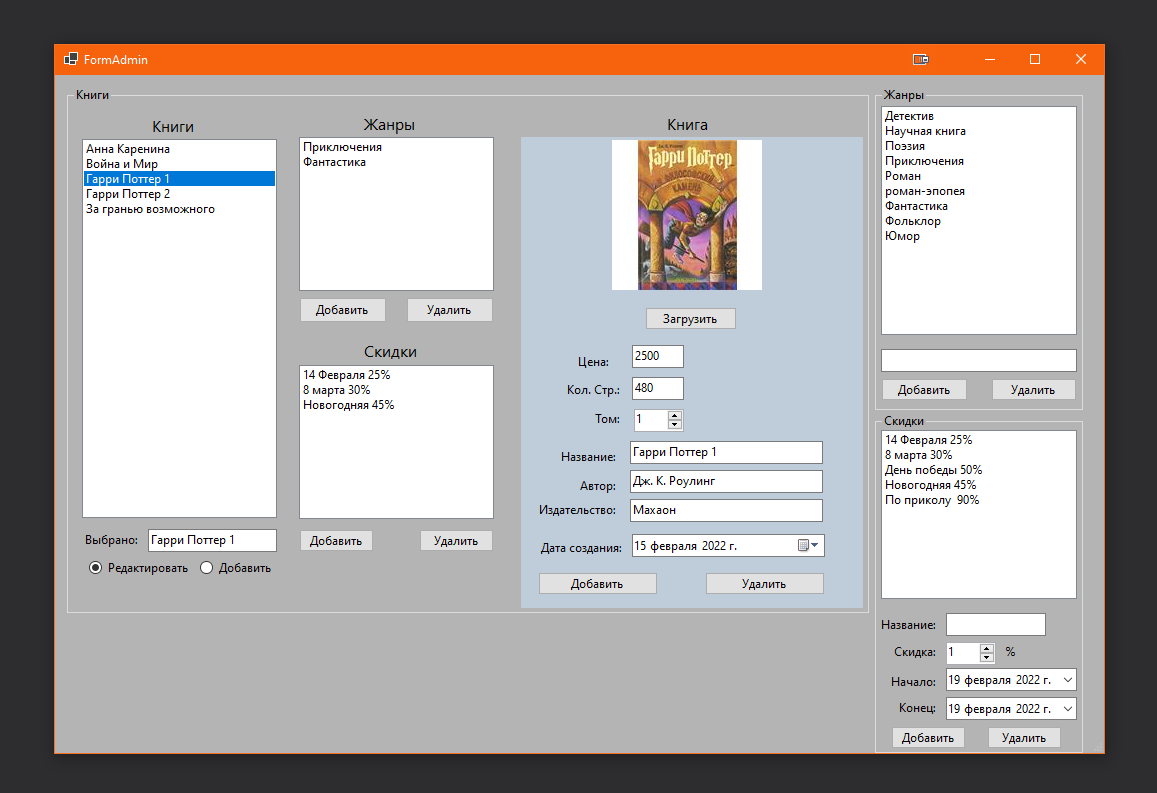 FormAdmin
Книги
Книги
Анна Каренина
Война и Мир
Гарри Поттер 1
Гарри Поттер 2
За гранью возможного
Выбрано: Гарри Поттер 1
Редактировать Добавить
Жанры
Приключения
Фантастика
Добавить Удалить
Скидки
14 Февраля 25%
8 марта 30%
Новогодняя 45%
Добавить Удалить
Книга
Дж. К. Роулинг
Гарри Поттер
и философский
камень
Загрузить
Цена: 2500
Кол. Стр.: 480
Том: 1
Название: Гарри Поттер 1
Автор: Дж. К. Роулинг
Издательство: Махаон
Дата создания: 15 февраля 2022 г.
Добавить Удалить
Жанры
Детектив
Научная книга
Поэзия
Приключения
Роман
роман-эпопея
Фантастика
Фольклор
Юмор
Добавить Удалить
Скидки
14 Февраля 25%
8 марта 30%
День победы 50%
Новогодняя 45%
По приколу 90%
Название:
Скидка: 1 %
Начало: 19 февраля 2022 г.
Конец: 19 февраля 2022 г.
Добавить Удалить